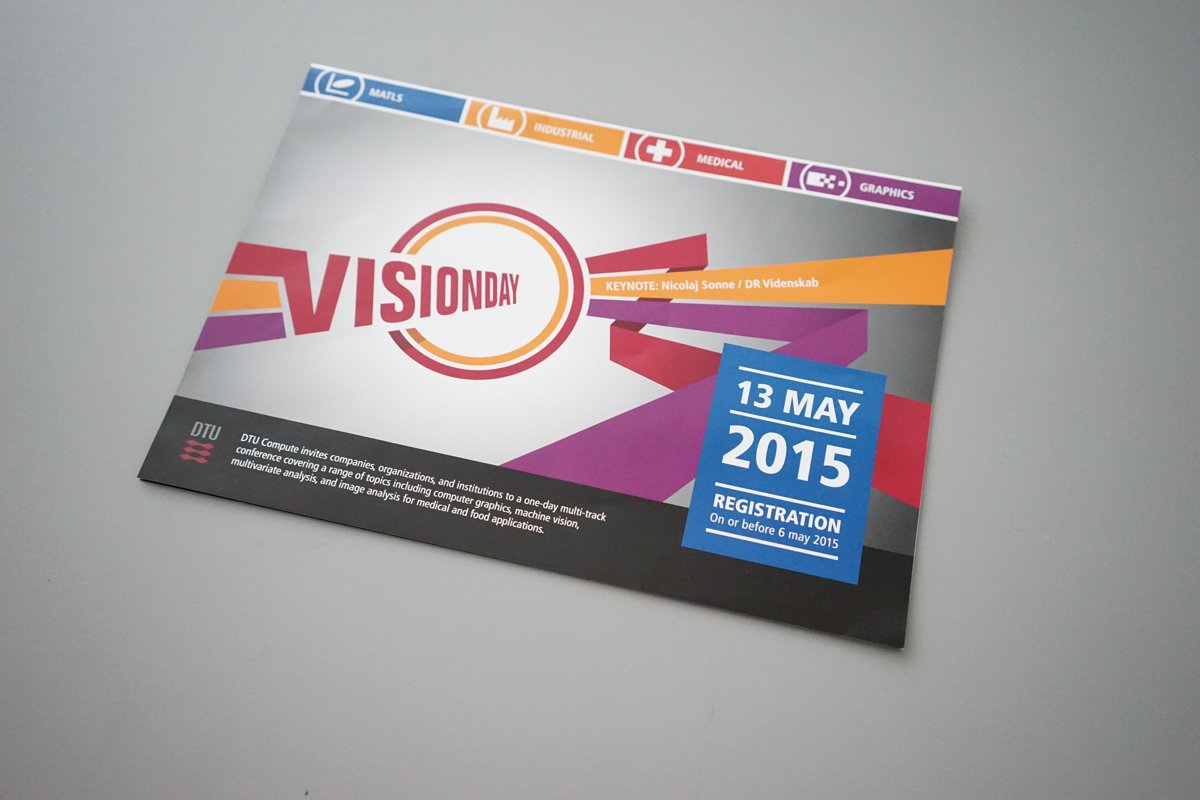 MATLS
INDUSTRIAL
MEDICAL
GRAPHICS
VISIONDAY
KEYNOTE: Nicolaj Sonne / DR Videnskab
13 MAY
2015
REGISTRATION
On or before 6 may 2015
DTU
DTU Compute invites companies, organizations, and institutions to a one-day multi-track
conference covering a range of topics including computer graphics, machine vision,
multivariate analysis, and image analysis for medical and food applications.